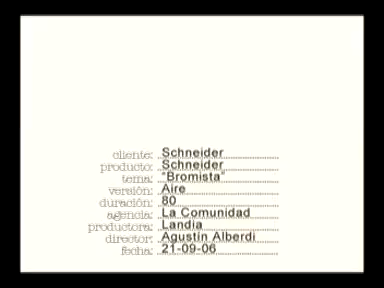 cliente: Schneider
producto: Schneider
tema: "Bromista"
versión: Aire
duración: 80
agencia: La Comunidad
productora: Landia
director: Agustín Alberdi
fecha: 21-09-06